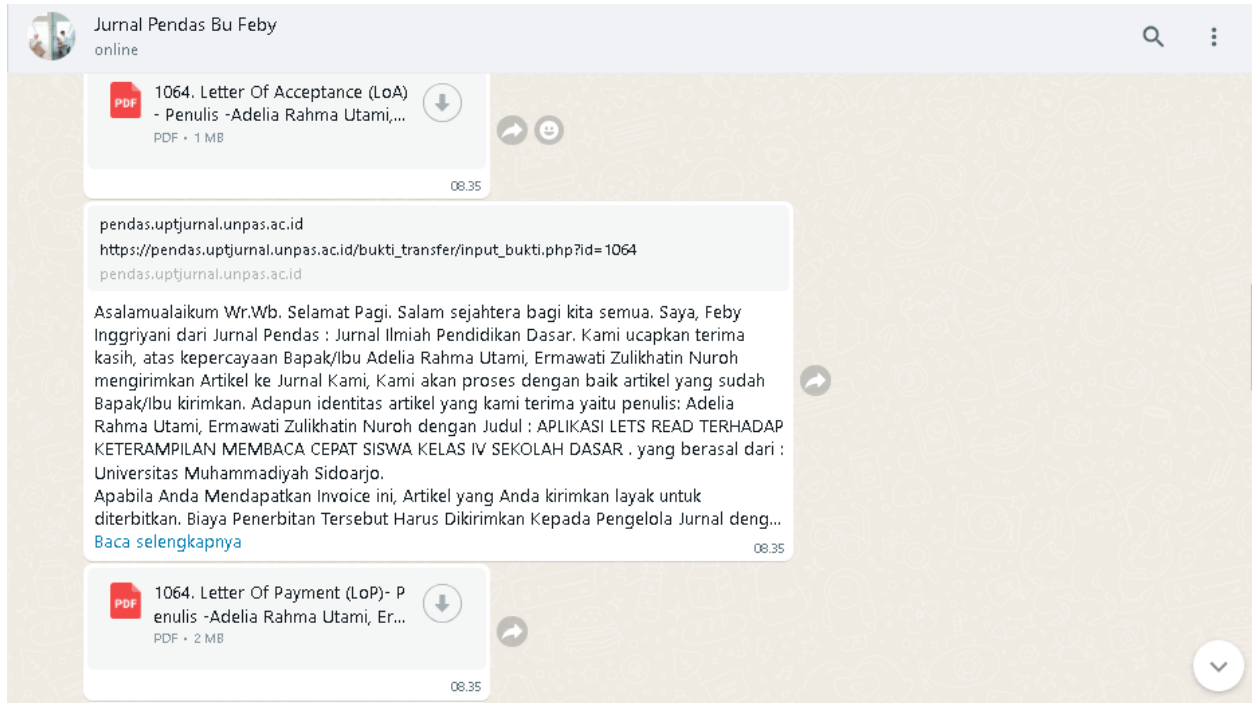 Jurnal Pendas Bu Feby
online
1064. Letter Of Acceptance (LoA)
- Penulis -Adelia Rahma Utami,...
PDF
PDF • 1 MB
08.35
pendas.uptjurnal.unpas.ac.id
https://pendas.uptjurnal.unpas.ac.id/bukti_transfer/input_bukti.php?id=1064
pendas.uptjurnal.unpas.ac.id
Asalamualaikum Wr.Wb. Selamat Pagi. Salam sejahtera bagi kita semua. Saya, Feby
Inggriyani dari Jurnal Pendas : Jurnal Ilmiah Pendidikan Dasar. Kami ucapkan terima
kasih, atas kepercayaan Bapak/Ibu Adelia Rahma Utami, Ermawati Zulikhatin Nuroh
mengirimkan Artikel ke Jurnal Kami, Kami akan proses dengan baik artikel yang sudah
Bapak/Ibu kirimkan. Adapun identitas artikel yang kami terima yaitu penulis: Adelia
Rahma Utami, Ermawati Zulikhatin Nuroh dengan Judul : APLIKASI LETS READ TERHADAP
KETERAMPILAN MEMBACA CEPAT SISWA KELAS IV SEKOLAH DASAR . yang berasal dari :
Universitas Muhammadiyah Sidoarjo.
Apabila Anda Mendapatkan Invoice ini, Artikel yang Anda kirimkan layak untuk
diterbitkan. Biaya Penerbitan Tersebut Harus Dikirimkan Kepada Pengelola Jurnal deng...
Baca selengkapnya
08.35
1064. Letter Of Payment (LoP)- P
enulis -Adelia Rahma Utami, Er...
PDF
PDF • 2 MB
08.35